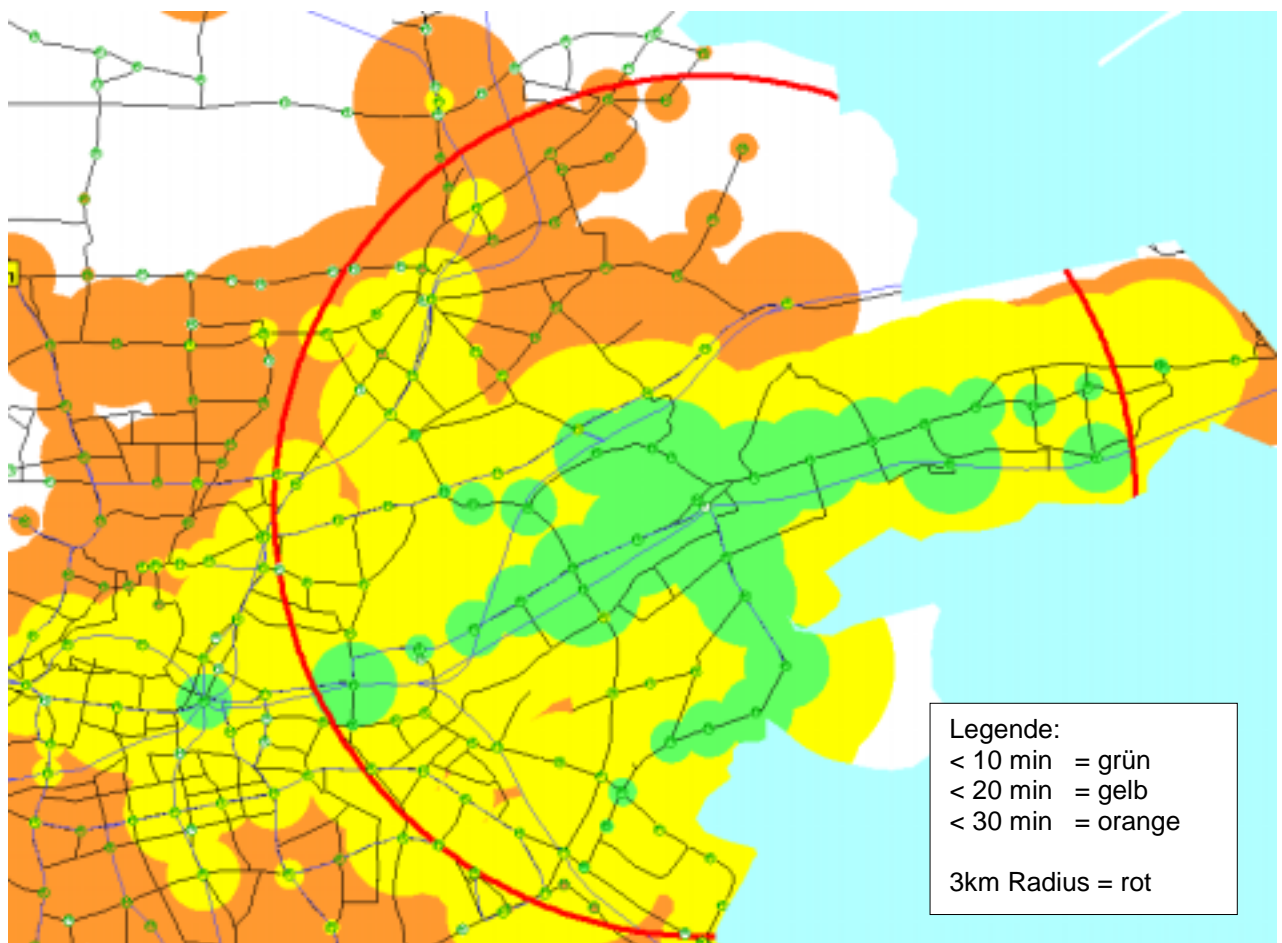 Legende:
< 10 min = grün
< 20 min = gelb
< 30 min = orange
3km Radius = rot